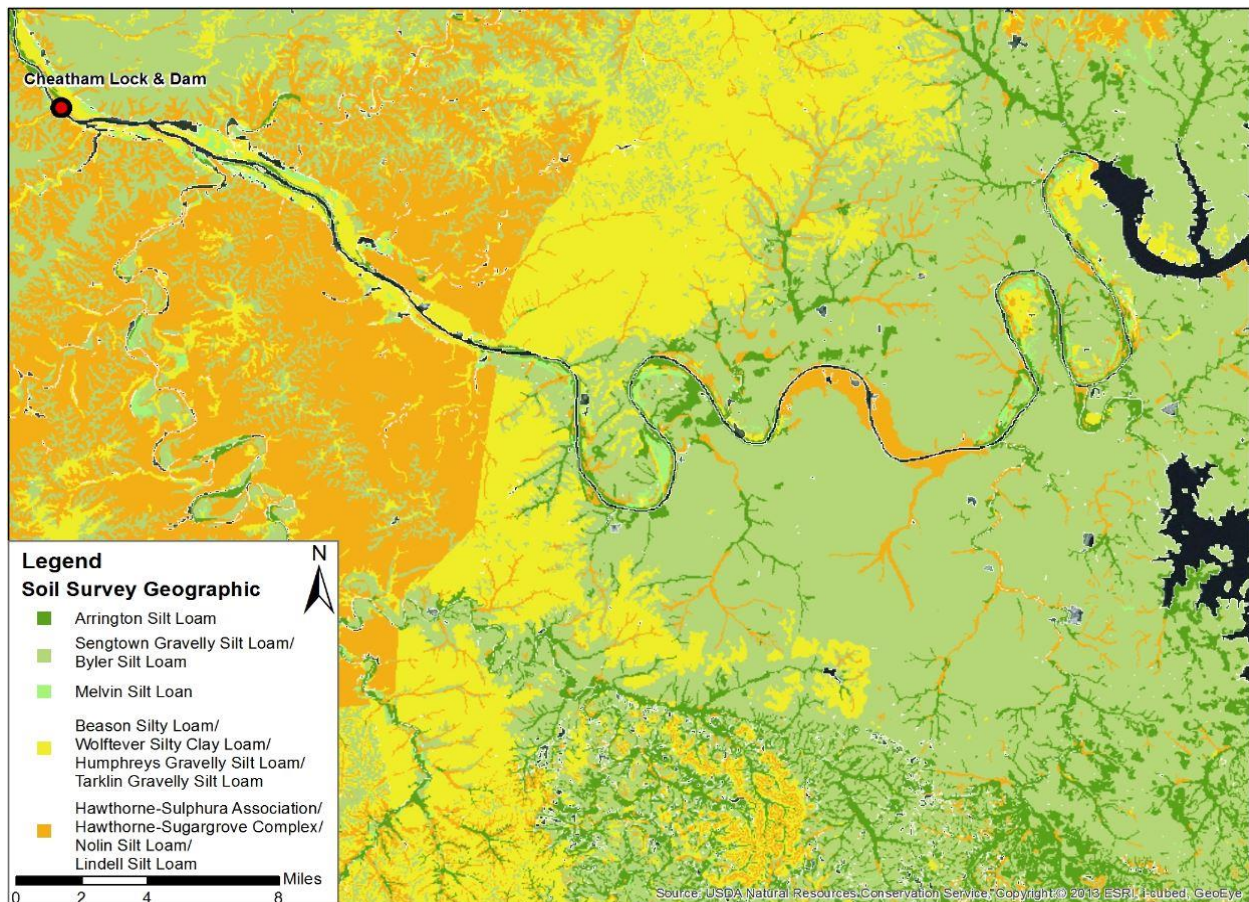 Cheatham Lock & Dam
Legend
N
Soil Survey Geographic
Arrington Silt Loam
Sengtown Gravelly Silt Loam/
Byler Silt Loam
Melvin Silt Loan
Beason Silty Loam/
Wolftever Silty Clay Loam/
Humphreys Gravelly Silt Loam/
Tarklin Gravelly Silt Loam
Hawthorne-Sulphura Association/
Hawthorne-Sugargrove Complex/
Nolin Silt Loam/
Lindell Silt Loam
Miles
0 2 4 8
Source: USDA Natural Resources Conservation Service, Copyright:© 2013 ESRI, i-cubed, GeoEye